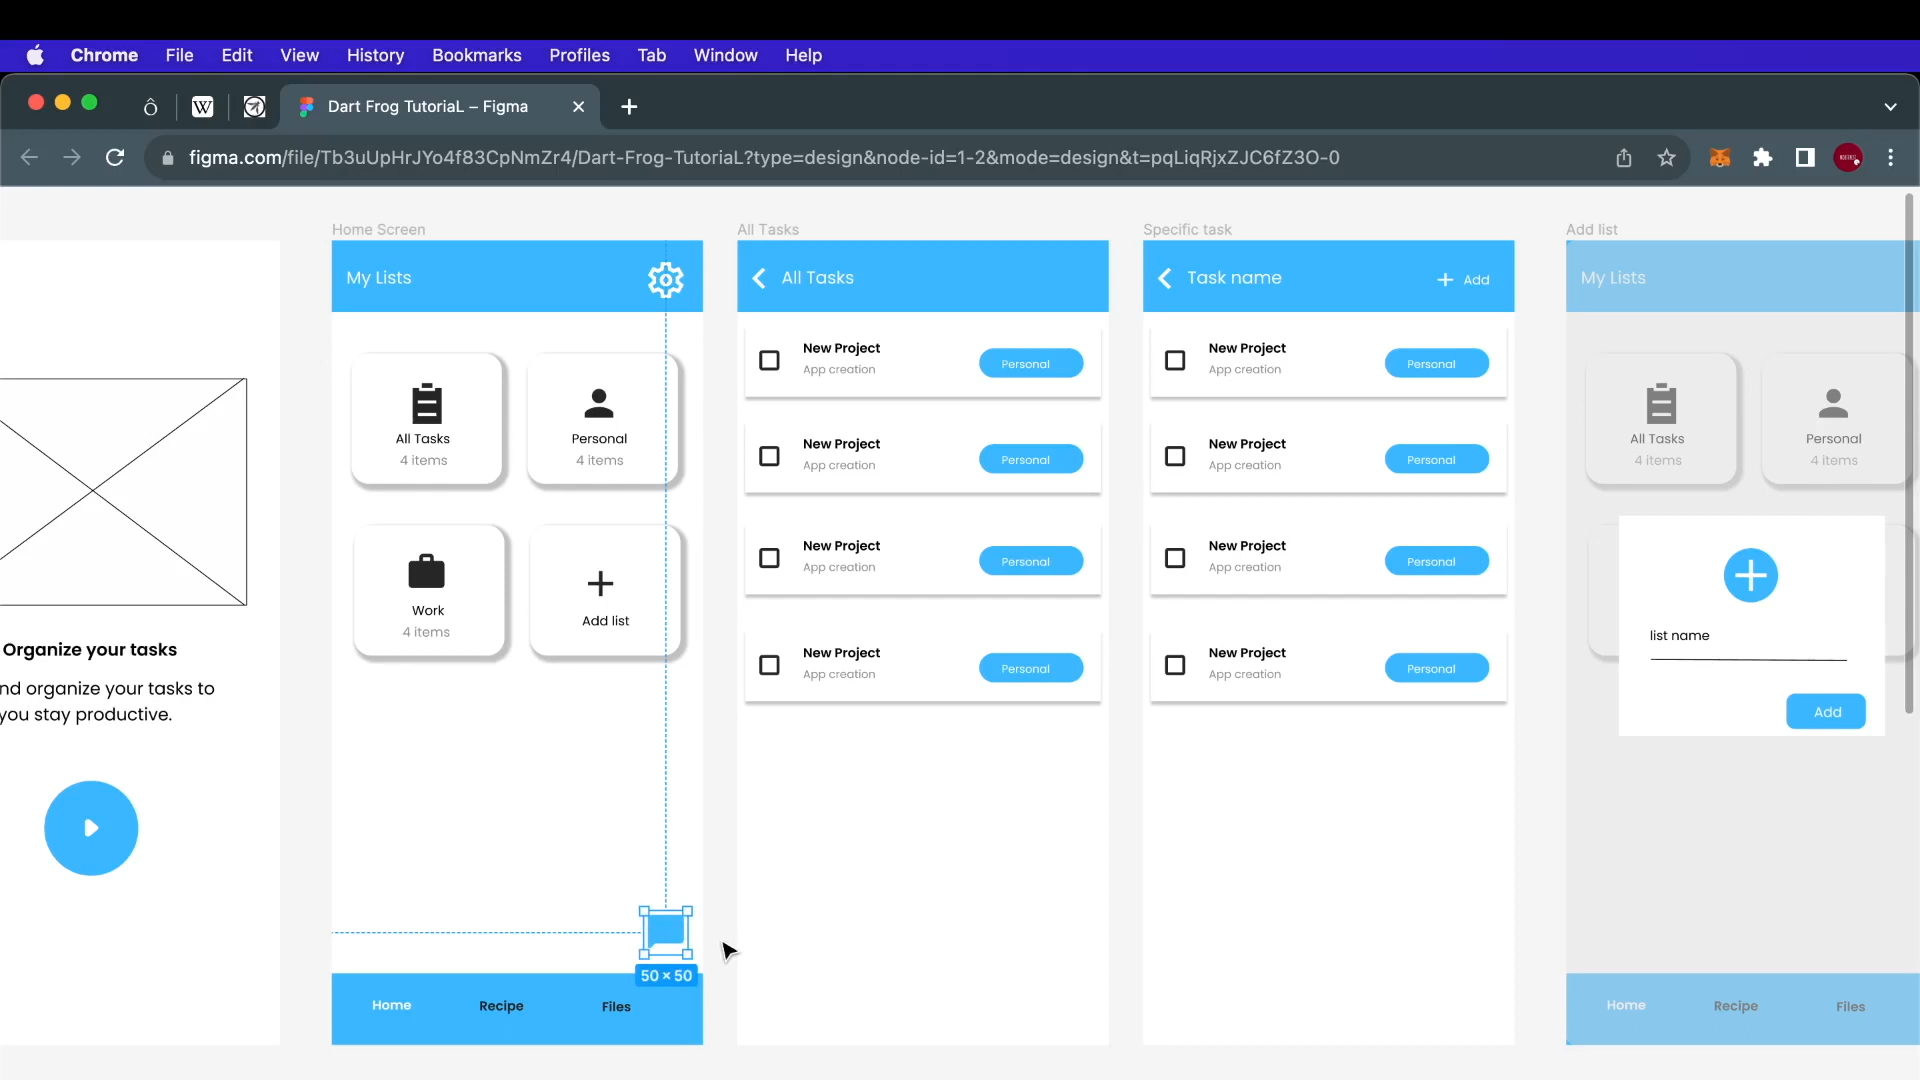 Chrome File Edit View History Bookmarks Profiles Tab Window Help
W Dart Frog TutoriaL – Figma
figma.com/file/Tb3uUpHrJYo4f83CpNmZr4/Dart-Frog-TutoriaL?type=design&node-id=1-2&mode=design&t=pqLiqRjxZJC6fZ3O-0
Organize your tasks
nd organize your tasks to
you stay productive.
Home Screen
My Lists
All Tasks
4 items
Personal
4 items
Work
4 items
Add list
50 × 50
Home Recipe Files
All Tasks
All Tasks
New Project
App creation
Personal
New Project
App creation
Personal
New Project
App creation
Personal
New Project
App creation
Personal
Specific task
Task name
Add
New Project
App creation
Personal
New Project
App creation
Personal
New Project
App creation
Personal
New Project
App creation
Personal
Add list
My Lists
All Tasks
4 items
Personal
4 items
list name
Add
Home Recipe Files